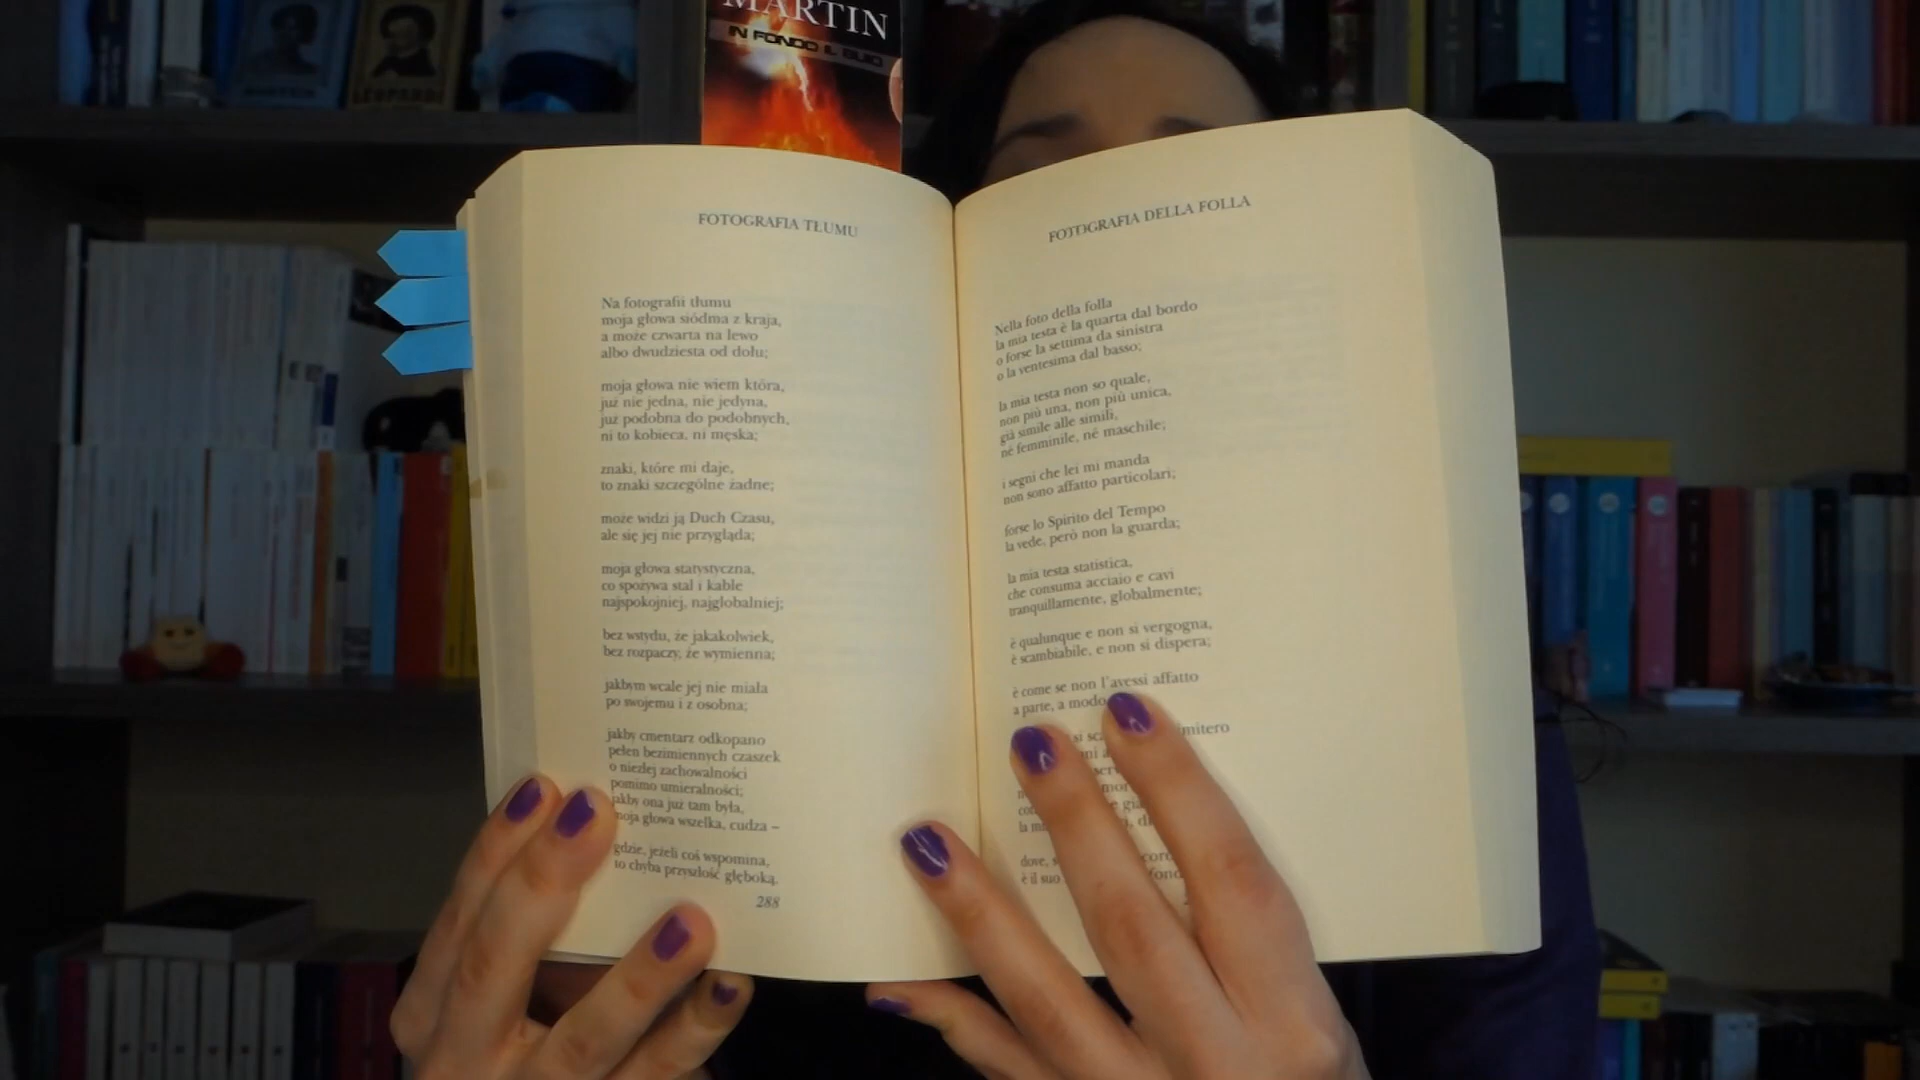 MARTIN
IN FONDO IL BUIO
LEOPARDI
FOTOGRAFIA TŁUMU
Na fotografii tłumu
moja głowa siódma z kraja,
a może czwarta na lewo
albo dwudziesta od dołu;
moja głowa nie wiem która,
już nie jedna, nie jedyna,
już podobna do podobnych,
ni to kobieca, ni męska;
znaki, które mi daje,
to znaki szczególne żadne;
może widzi ją Duch Czasu,
ale się jej nie przygląda;
moja głowa statystyczna,
co spożywa stal i kable
najspokojniej, najglobalniej;
bez wstydu, że jakakolwiek,
bez rozpaczy, że wymienna;
jakbym wcale jej nie miała
po swojemu i z osobna;
jakby cmentarz odkopano
pełen bezimiennych czaszek
o niezłej zachowalności
pomimo umieralności;
jakby ona już tam była,
moja głowa wszelka, cudza –
gdzie, jeżeli coś wspomina,
to chyba przyszłość głęboką.
288
FOTOGRAFIA DELLA FOLLA
Nella foto della folla
la mia testa è la quarta dal bordo
o forse la settima da sinistra
o la ventesima dal basso;
la mia testa non so quale,
non più una, non più unica,
già simile alle simili,
né femminile, né maschile;
i segni che lei mi manda
non sono affatto particolari;
forse lo Spirito del Tempo
la vede, però non la guarda;
la mia testa statistica,
che consuma acciaio e cavi
tranquillamente, globalmente;
è qualunque e non si vergogna,
è scambiabile, e non si dispera;
è come se non l'avessi affatto
a parte, a modo
si
dove,
è il suo